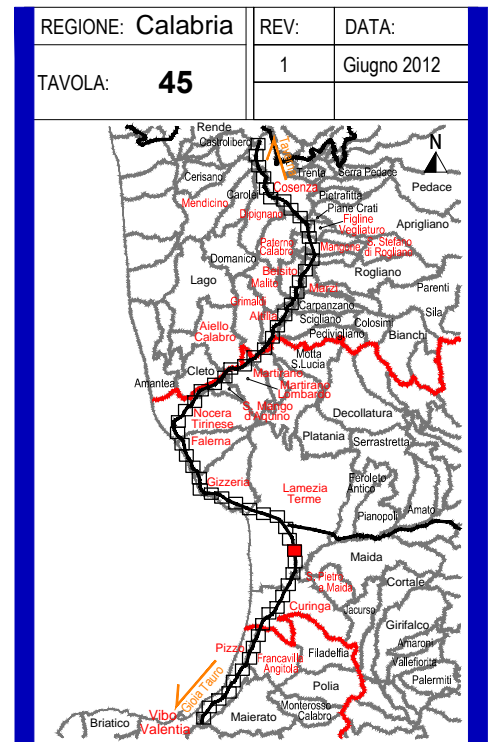 REGIONE: Calabria
REV:
DATA:
TAVOLA: 45
1
Giugno 2012
N
Rende
Castrolibero
Taranto
Cerisano
Trenta
Serra Pedace
Cosenza
Pedace
Carolei
Pietrafitta
Mendicino
Dipignano
Piane Crati
Figline
Vegliaturo
Aprigliano
Paterno
Calabro
Mangone
S. Stefano
di Rogliano
Domanico
Belsito
Rogliano
Lago
Malito
Marzi
Parenti
Grimaldi
Carpanzano
Altilia
Scigliano
Sila
Aiello
Calabro
Colosimi
Pedivigliano
Bianchi
Motta
S.Lucia
Cleto
Martirano
Amantea
Martirano
Lombardo
S. Mango
d'Aquino
Nocera
Tirinese
Decollatura
Falerna
Platania
Serrastretta
Gizzeria
Lamezia
Terme
Feroleto
Antico
Pianopoli
Amato
Maida
S. Pietro
a Maida
Cortale
Curinga
Jacurso
Girifalco
Pizzo
Francavilla
Angitola
Filadelfia
Amaroni
Vallefiorita
Gioia Tauro
Polia
Palermiti
Vibo
Valentia
Monterosso
Calabro
Briatico
Maierato